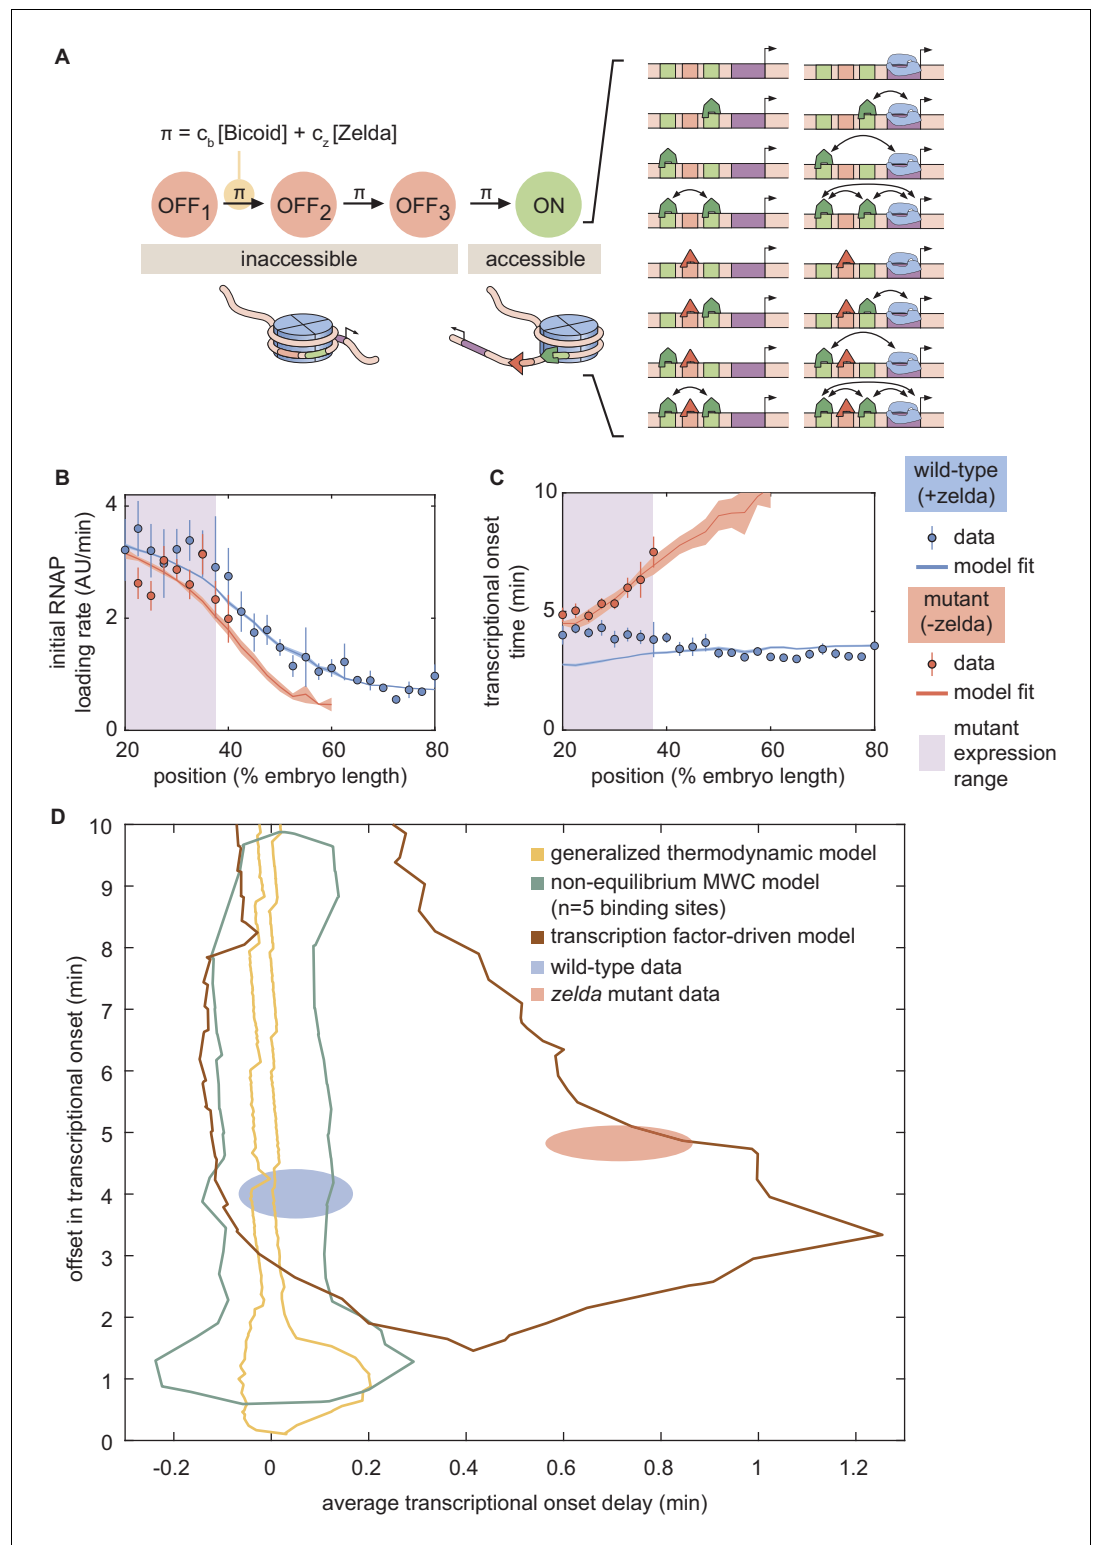 A
π = cb[Bicoid] + cz[Zelda]
OFF1 π OFF2 π OFF3 π ON
inaccessible accessible
B
initial RNAP
loading rate (AU/min)
4
2
0
20 40 60 80
position (% embryo length)
C
transcriptional onset
time (min)
10
5
0
20 40 60 80
position (% embryo length)
wild-type
(+zelda)
data
model fit
mutant
(-zelda)
data
model fit
mutant
expression
range
D
offset in transcriptional onset (min)
10
9
8
7
6
5
4
3
2
1
0
generalized thermodynamic model
non-equilibrium MWC model
(n=5 binding sites)
transcription factor-driven model
wild-type data
zelda mutant data
-0.2 0 0.2 0.4 0.6 0.8 1 1.2
average transcriptional onset delay (min)